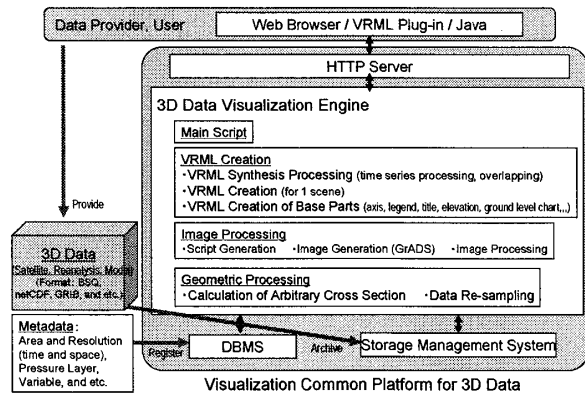 Data Provider, User
Web Browser / VRML Plug-in / Java
HTTP Server
3D Data Visualization Engine
Main Script
VRML Creation
・VRML Synthesis Processing (time series processing, overlapping)
・VRML Creation (for 1 scene)
・VRML Creation of Base Parts (axis, legend, title, elevation, ground level chart,,,)
Provide
Image Processing
・Script Generation ・Image Generation (GrADS) ・Image Processing
3D Data
(Satellite, Reanalysis, Model)
(Format: BSQ,
netCDF, GRIB, and etc.)
Geometric Processing
・Calculation of Arbitrary Cross Section ・Data Re-sampling
Metadata:
Area and Resolution
(time and space),
Pressure Layer,
Variable, and etc.
Register
DBMS
Archive
Storage Management System
Visualization Common Platform for 3D Data